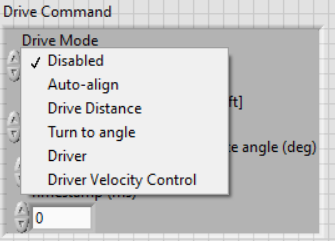 Drive Command
Drive Mode
✓ Disabled
Auto-align
Drive Distance
ft]
Turn to angle
Driver
angle (deg)
Driver Velocity Control
0